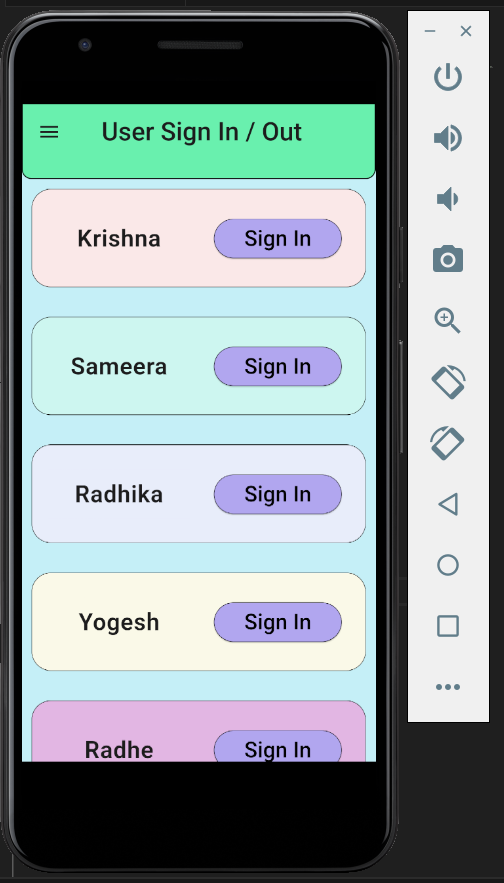 User Sign In / Out
Krishna Sign In
Sameera Sign In
Radhika Sign In
Yogesh Sign In
Radhe Sign In